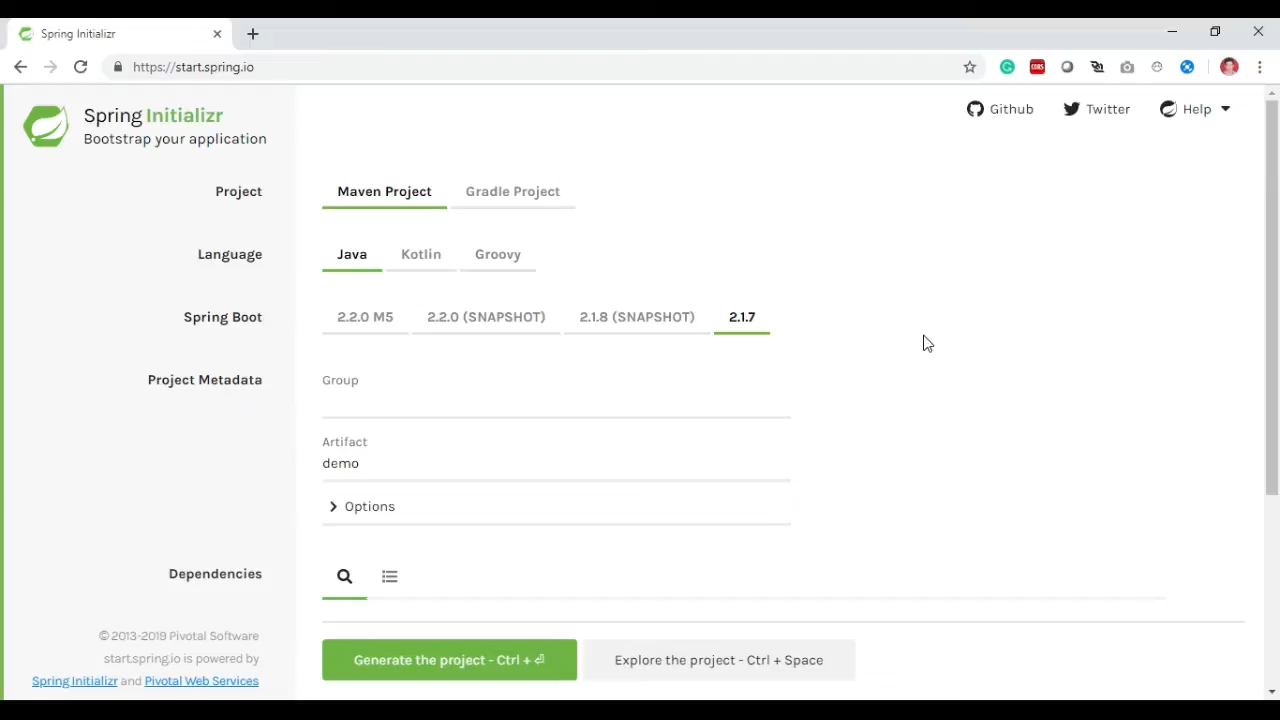 Spring Initializr
https://start.spring.io
CORS
Spring Initializr
Bootstrap your application
Github
Twitter
Help
Project
Maven Project
Gradle Project
Language
Java
Kotlin
Groovy
Spring Boot
2.2.0 M5
2.2.0 (SNAPSHOT)
2.1.8 (SNAPSHOT)
2.1.7
Project Metadata
Group
Artifact
demo
Options
Dependencies
© 2013-2019 Pivotal Software
start.spring.io is powered by
Spring Initializr and Pivotal Web Services
Generate the project - Ctrl + ⏎
Explore the project - Ctrl + Space